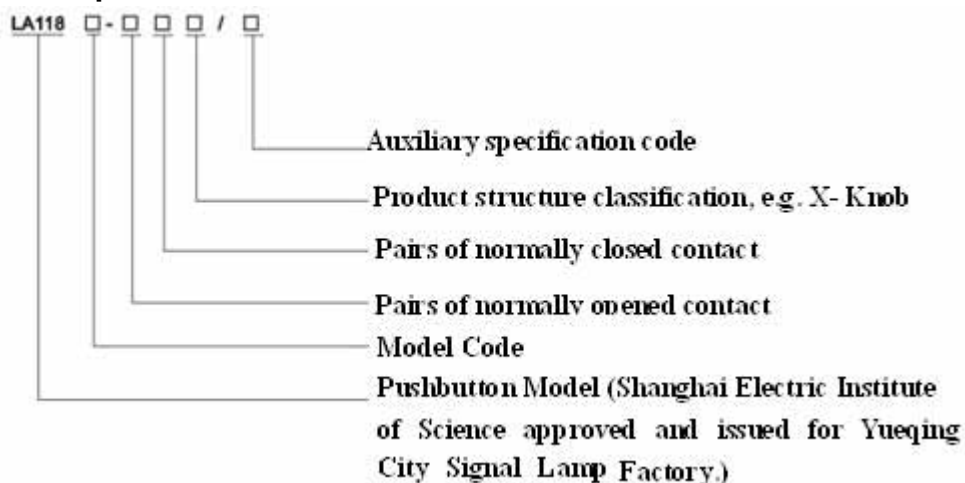 LA118 □-□ □ □ / □
Auxiliary specification code
Product structure classification, e.g. X- Knob
Pairs of normally closed contact
Pairs of normally opened contact
Model Code
Pushbutton Model (Shanghai Electric Institute
of Science approved and issued for Yueqing
City Signal Lamp Factory.)